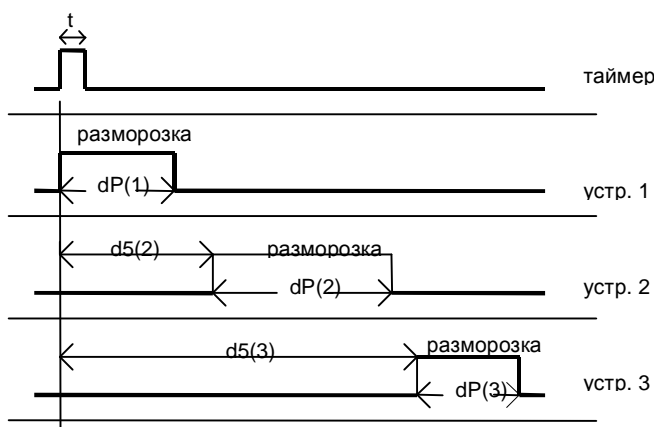 t
таймер
разморозка
dP(1)
устр. 1
d5(2)
разморозка
dP(2)
устр. 2
d5(3)
разморозка
dP(3)
устр. 3